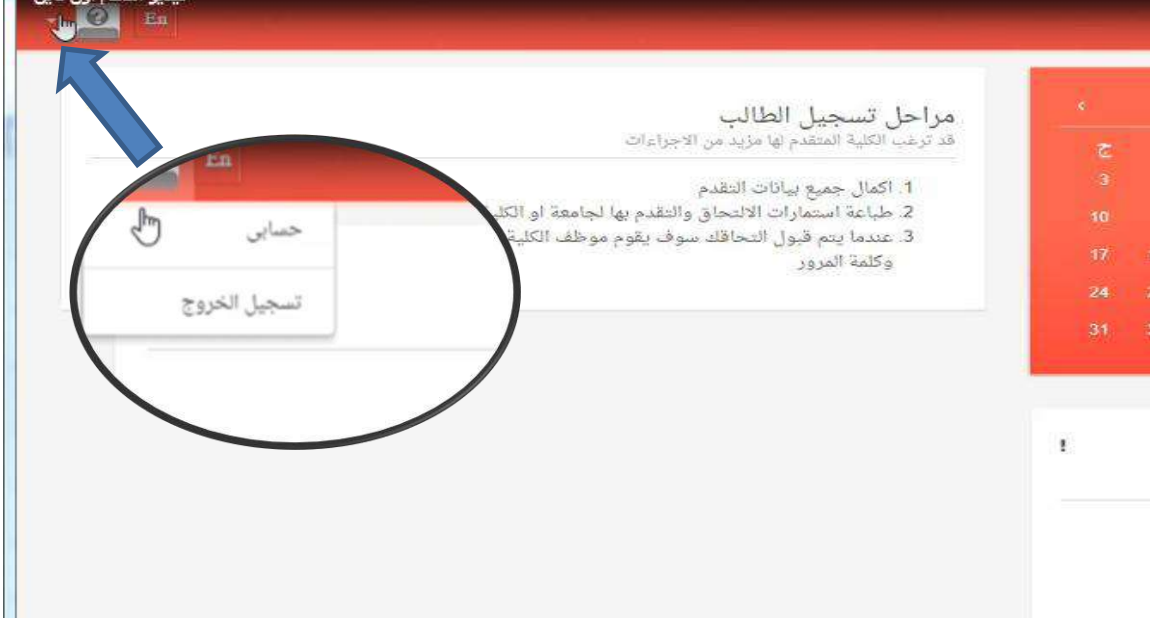 En
مراحل تسجيل الطالب
قد ترغب الكلية المتقدم لها مزيد من الاجراءات
1. اكمال جميع بيانات التقدم
2. طباعة استمارات الالتحاق والتقدم بها لجامعة او
3. عندما يتم قبول التحاقك سوف يقوم موظف الكلية
وكلمة المرور
En
حسابي
تسجيل الخروج
ج
3
10
17
24
31
!